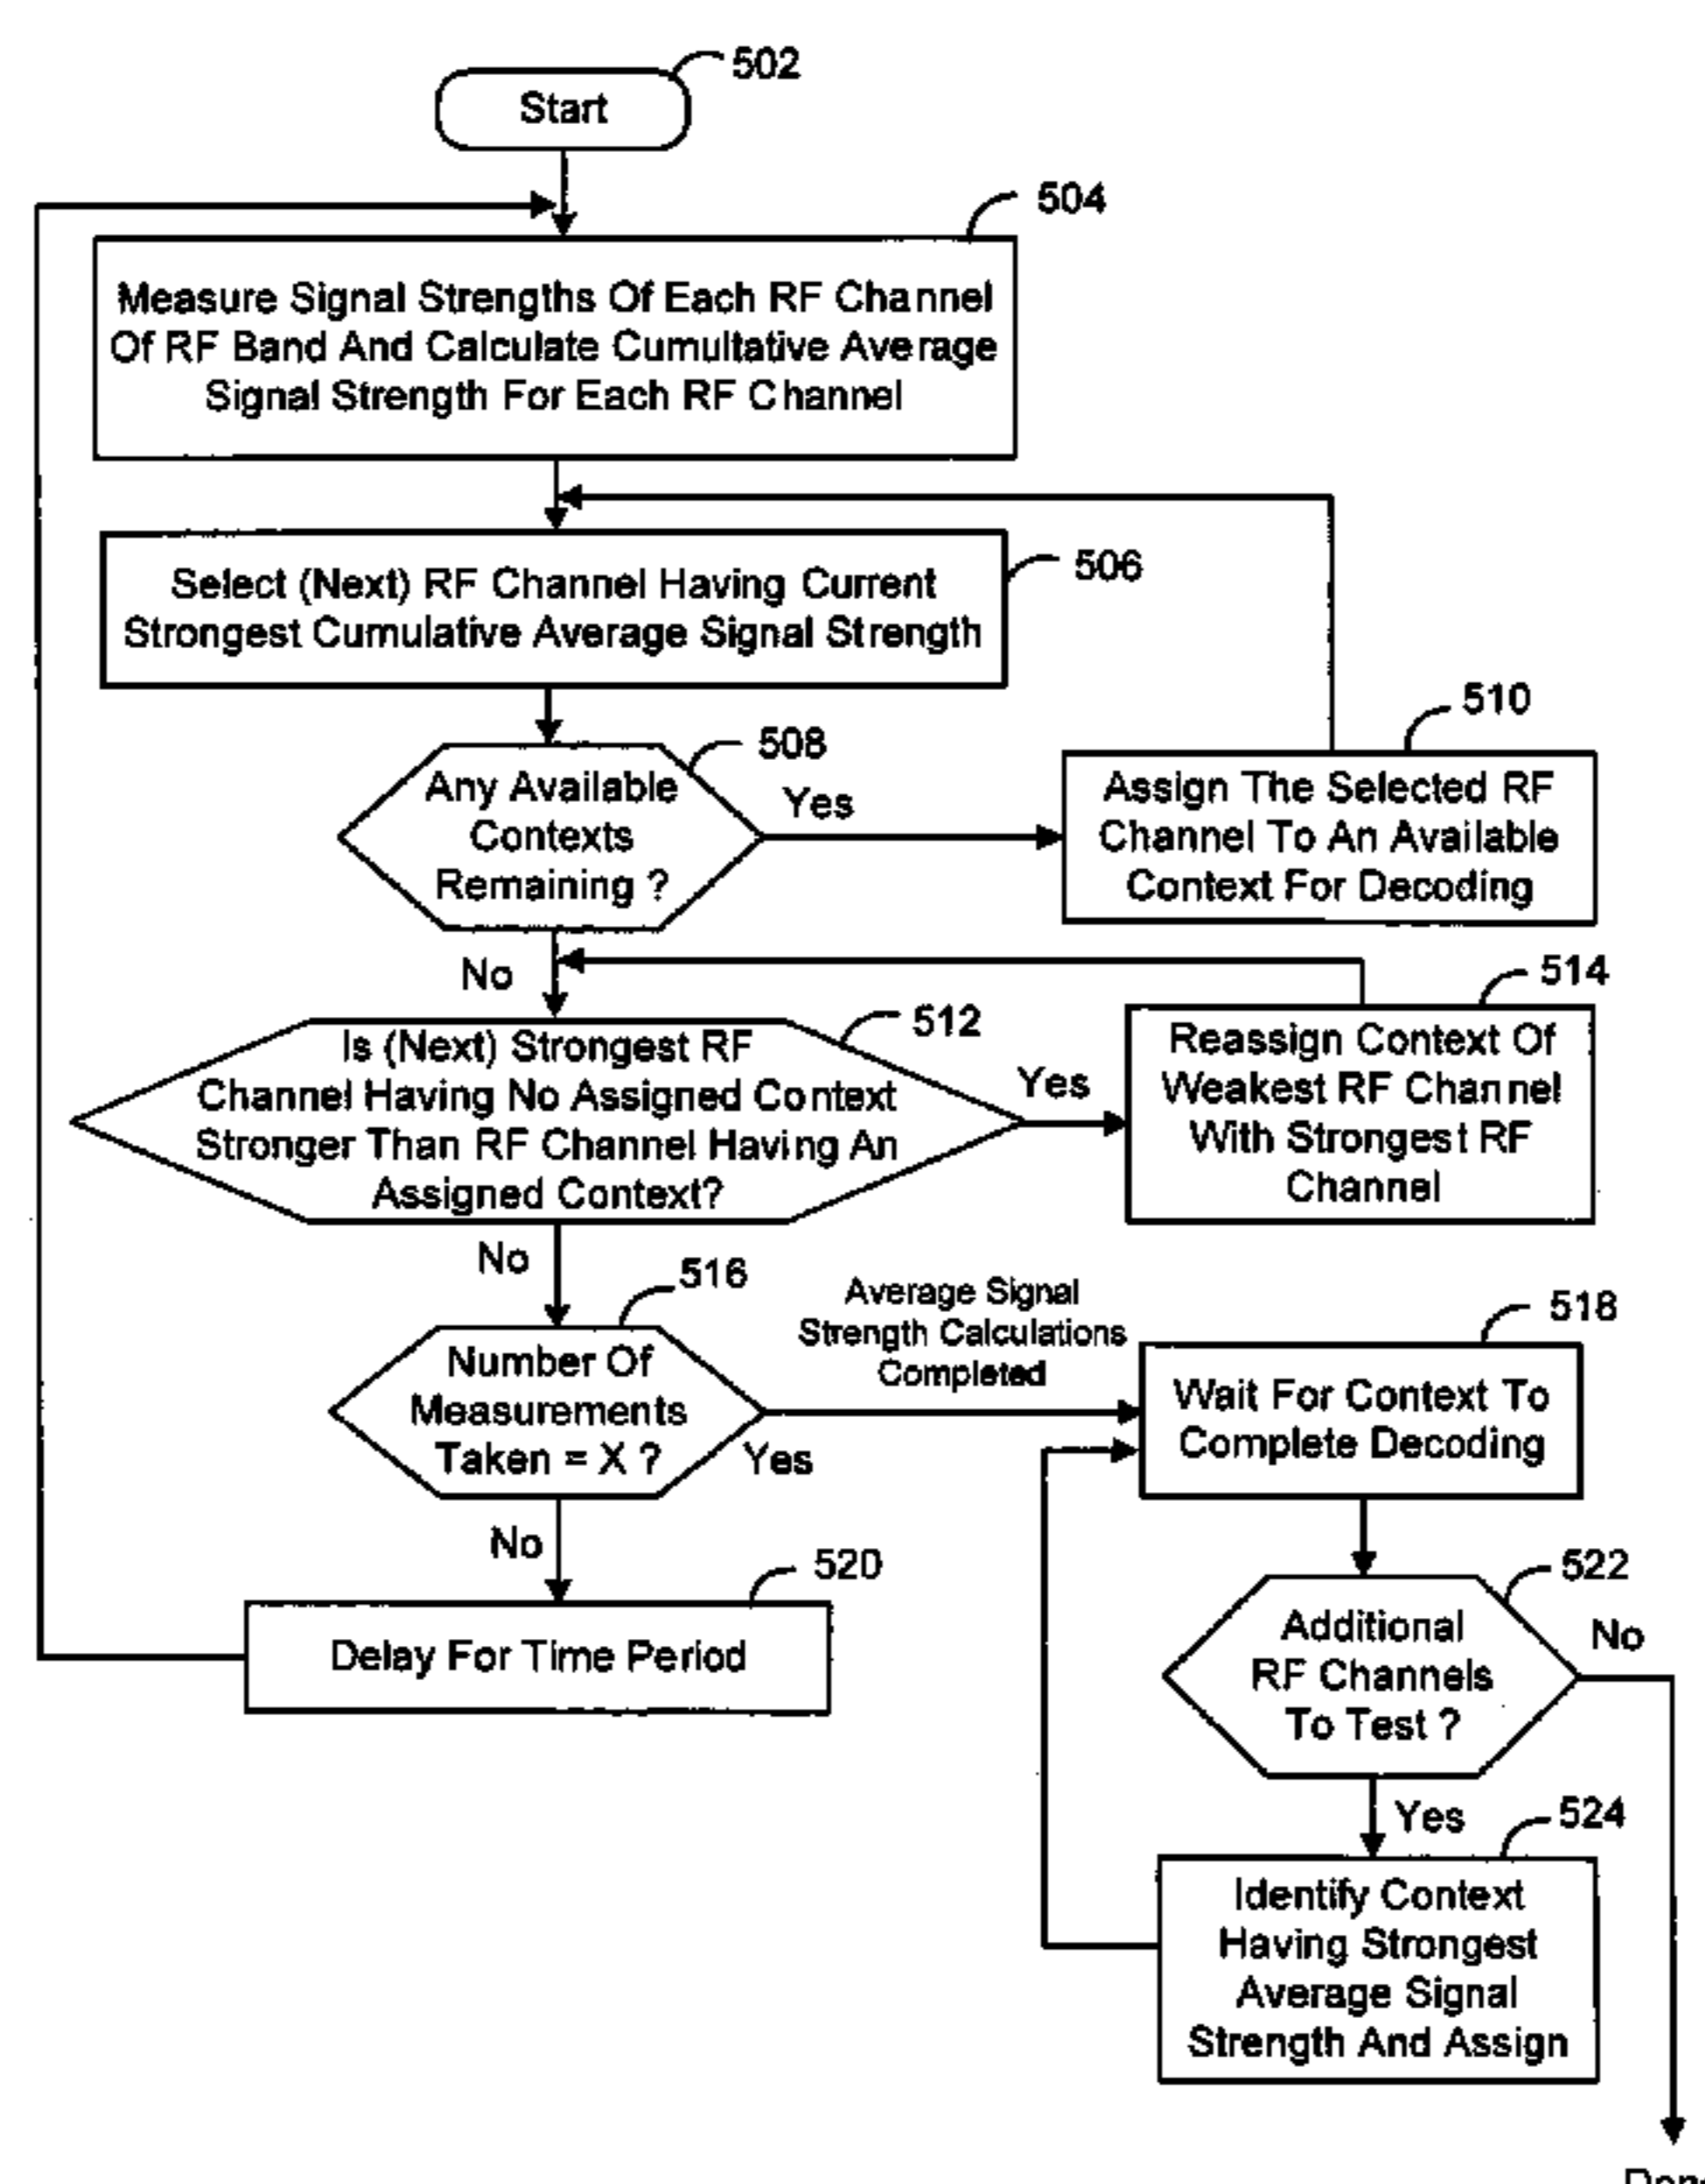 502
Start
504
Measure Signal Strengths Of Each RF Channel
Of RF Band And Calculate Cumultative Average
Signal Strength For Each RF Channel
506
Select (Next) RF Channel Having Current
Strongest Cumulative Average Signal Strength
508
Any Available
Contexts
Remaining ?
Yes
510
Assign The Selected RF
Channel To An Available
Context For Decoding
No
512
Is (Next) Strongest RF
Channel Having No Assigned Context
Stronger Than RF Channel Having An
Assigned Context?
Yes
514
Reassign Context Of
Weakest RF Channel
With Strongest RF
Channel
No
516
Number Of
Measurements
Taken = X ?
Yes
Average Signal
Strength Calculations
Completed
518
Wait For Context To
Complete Decoding
No
520
Delay For Time Period
522
Additional
RF Channels
To Test ?
No
Yes
524
Identify Context
Having Strongest
Average Signal
Strength And Assign